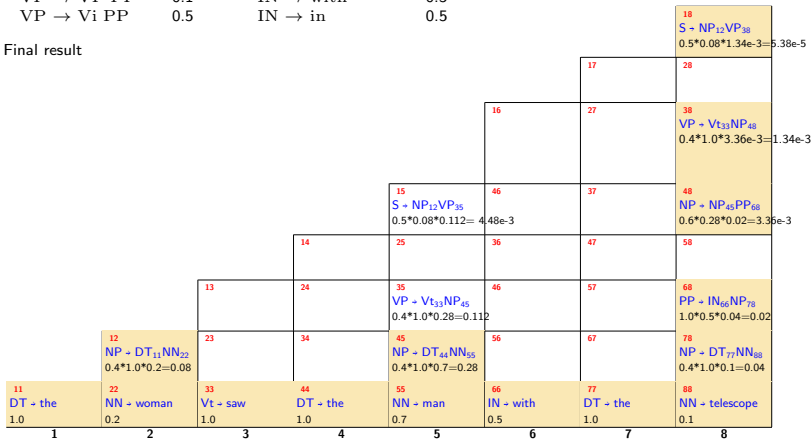 VP → Vi PP 0.5 IN → in 0.5
Final result
18
S → NP₁₂VP₃₈
0.5*0.08*1.34e-3=5.38e-5
17 28
16 27 38
VP → Vt₃₃NP₄₈
0.4*1.0*3.36e-3=1.34e-3
15 46 37 48
S → NP₁₂VP₃₅ NP → NP₄₅PP₆₈
0.5*0.08*0.112= 4.48e-3 0.6*0.28*0.02=3.36e-3
14 25 36 47 58
13 24 35 46 57 68
VP → Vt₃₃NP₄₅ PP → IN₆₆NP₇₈
0.4*1.0*0.28=0.112 1.0*0.5*0.04=0.02
12 23 34 45 56 67 78
NP → DT₁₁NN₂₂ NP → DT₄₄NN₅₅ NP → DT₇₇NN₈₈
0.4*1.0*0.2=0.08 0.4*1.0*0.7=0.28 0.4*1.0*0.1=0.04
11 22 33 44 55 66 77 88
DT → the NN → woman Vt → saw DT → the NN → man IN → with DT → the NN → telescope
1.0 0.2 1.0 1.0 0.7 0.5 1.0 0.1
1 2 3 4 5 6 7 8